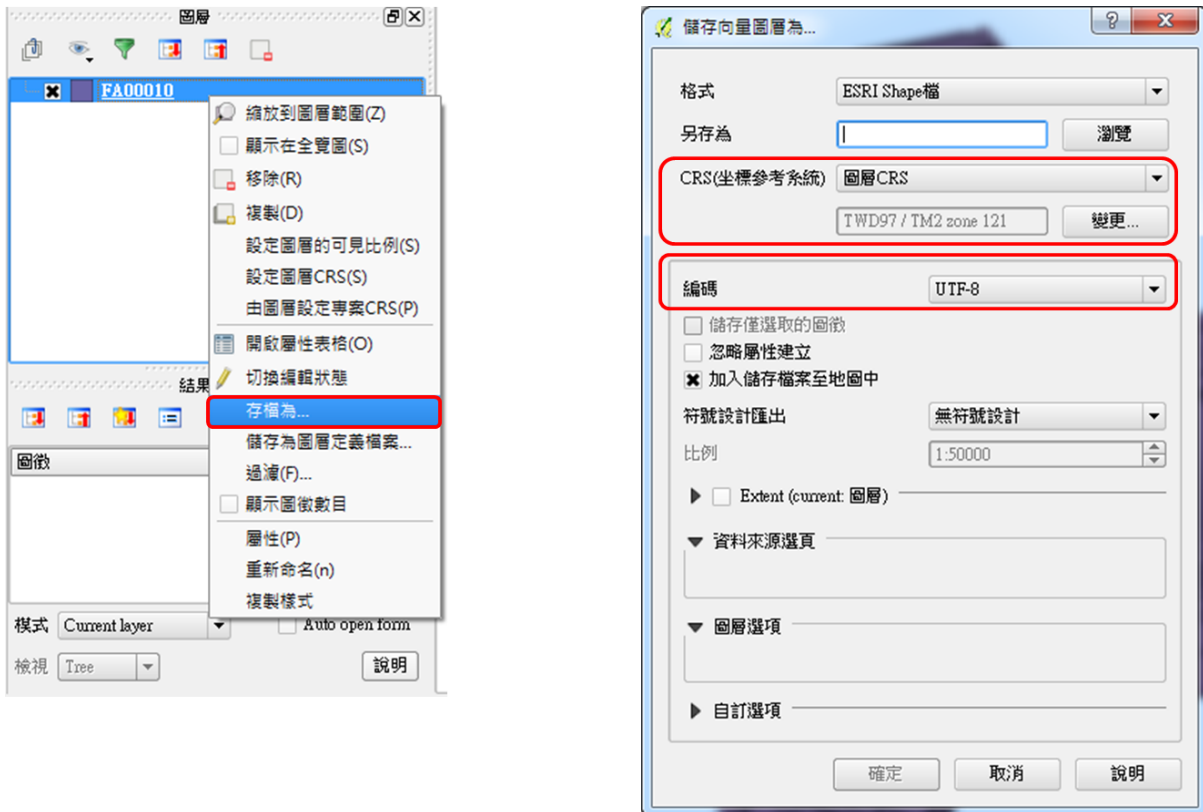 圖層
FA00010
縮放到圖層範圍(Z)
顯示在全覽圖(S)
移除(R)
複製(D)
設定圖層的可見比例(S)
設定圖層CRS(S)
由圖層設定專案CRS(P)
開啟屬性表格(O)
切換編輯狀態
存檔為...
儲存為圖層定義檔案...
過濾(F)...
顯示圖徵數目
屬性(P)
重新命名(n)
複製樣式
結果
圖徵
模式 Current layer Auto open form
檢視 Tree 說明
儲存向量圖層為...
格式 ESRI Shape檔
另存為 瀏覽
CRS(坐標參考系統) 圖層CRS
TWD97 / TM2 zone 121 變更...
編碼 UTF-8
儲存僅選取的圖徵
忽略屬性建立
加入儲存檔案至地圖中
符號設計匯出 無符號設計
比例 1:50000
Extent (current: 圖層)
資料來源選頁
圖層選項
自訂選項
確定 取消 說明